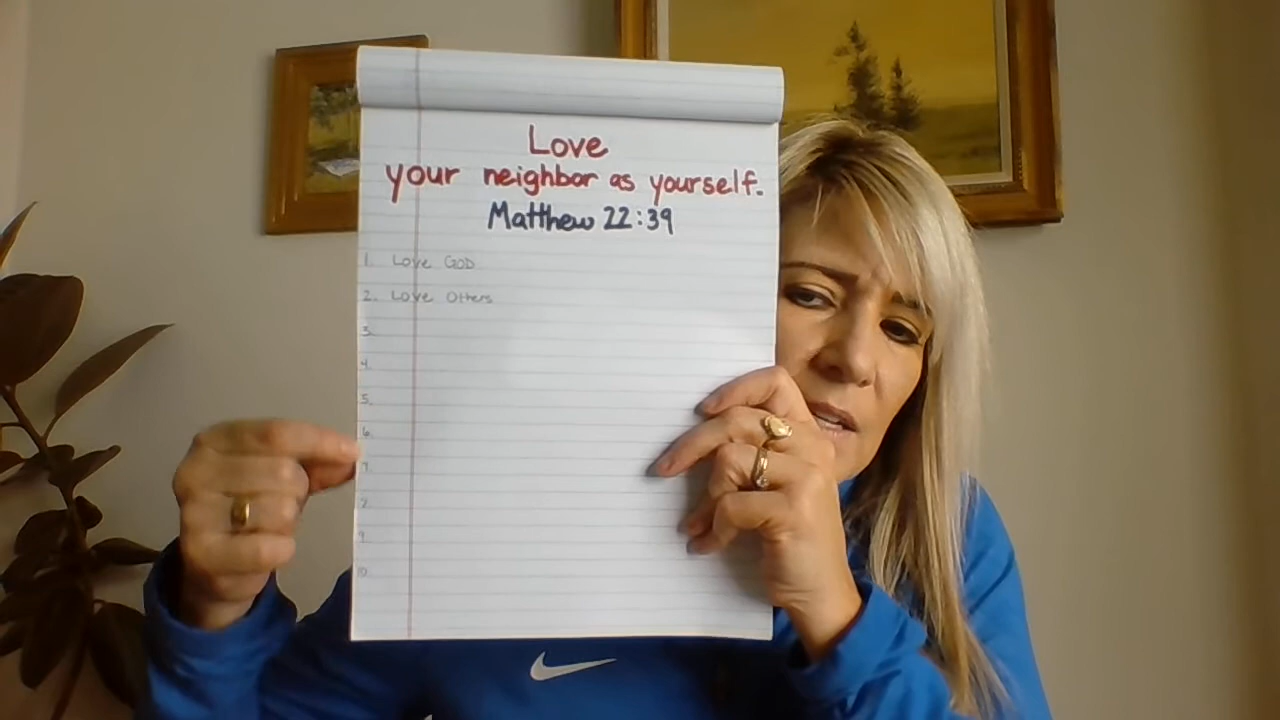 Love
your neighbor as yourself.
Matthew 22:39
1. Love GOD
2. Love Others
3.
4.
5.
6.
7.
9.
10.